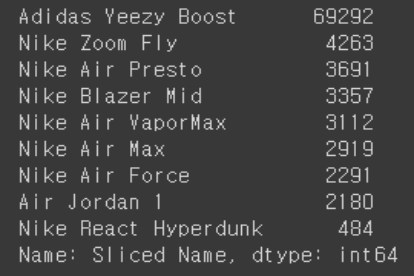 Adidas Yeezy Boost 69292
Nike Zoom Fly 4263
Nike Air Presto 3691
Nike Blazer Mid 3357
Nike Air VaporMax 3112
Nike Air Max 2919
Nike Air Force 2291
Air Jordan 1 2180
Nike React Hyperdunk 484
Name: Sliced Name, dtype: int64